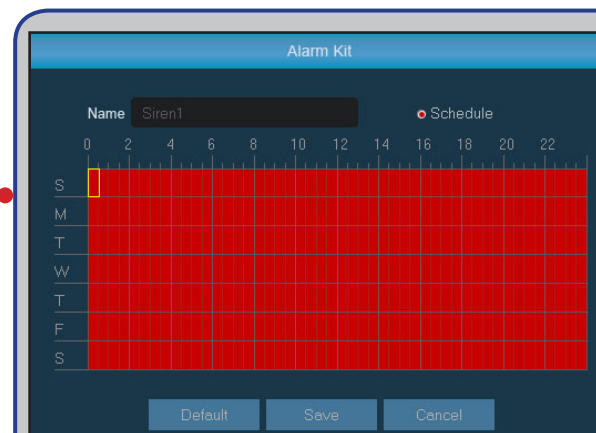 Alarm Kit
Name Siren1 Schedule
0 2 4 6 8 10 12 14 16 18 20 22
S
M
T
W
T
F
S
Default Save Cancel